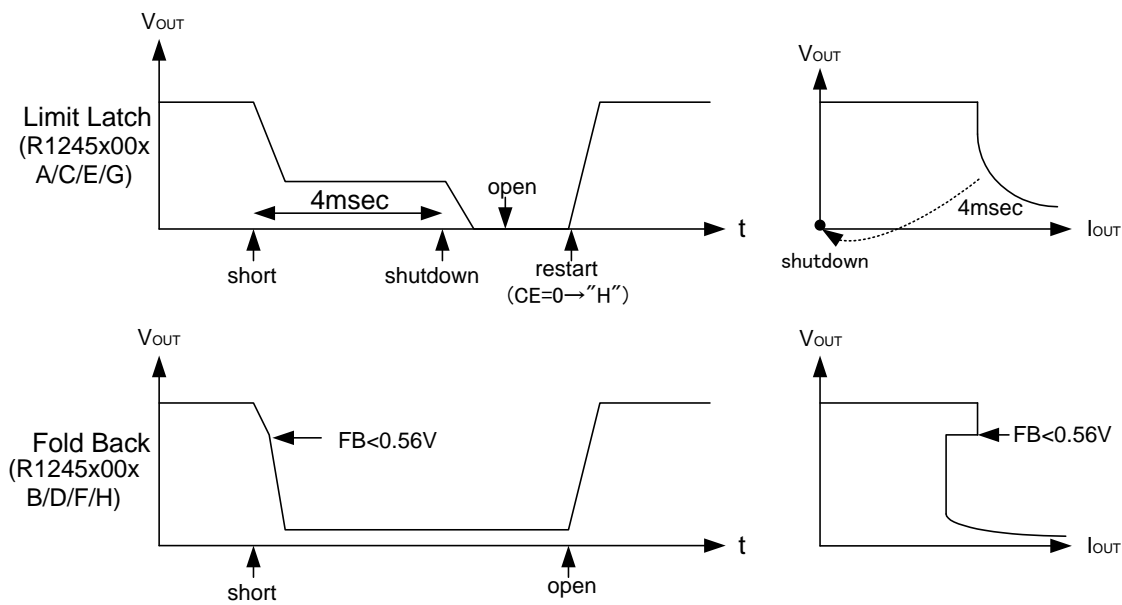 VOUT
Limit Latch
(R1245x00x
A/C/E/G)
4msec
open
t
short
shutdown
restart
(CE=0→"H")
VOUT
4msec
IOUT
shutdown
VOUT
Fold Back
(R1245x00x
B/D/F/H)
FB<0.56V
t
short
open
VOUT
FB<0.56V
IOUT